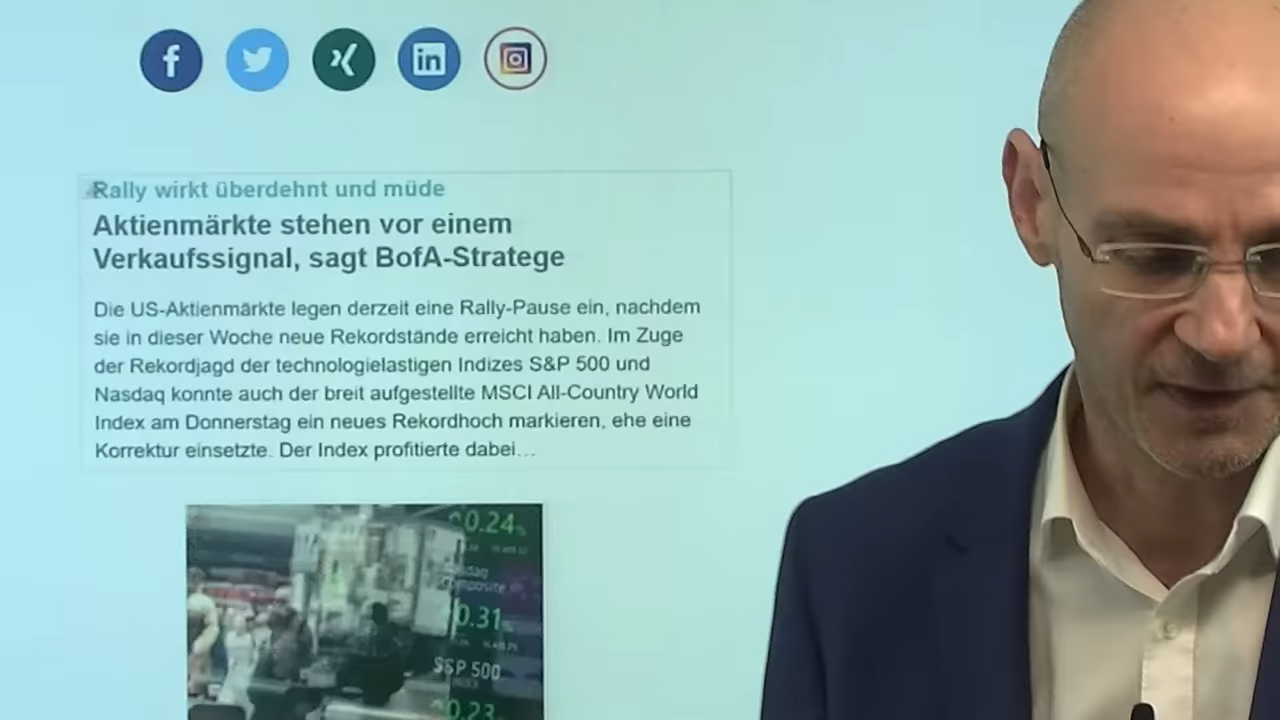 f
in
Rally wirkt überdehnt und müde
Aktienmärkte stehen vor einem
Verkaufssignal, sagt BofA-Stratege
Die US-Aktienmärkte legen derzeit eine Rally-Pause ein, nachdem
sie in dieser Woche neue Rekordstände erreicht haben. Im Zuge
der Rekordjagd der technologielastigen Indizes S&P 500 und
Nasdaq konnte auch der breit aufgestellte MSCI All-Country World
Index am Donnerstag ein neues Rekordhoch markieren, ehe eine
Korrektur einsetzte. Der Index profitierte dabei...
0.24%
0.31
S&P 500
0.23